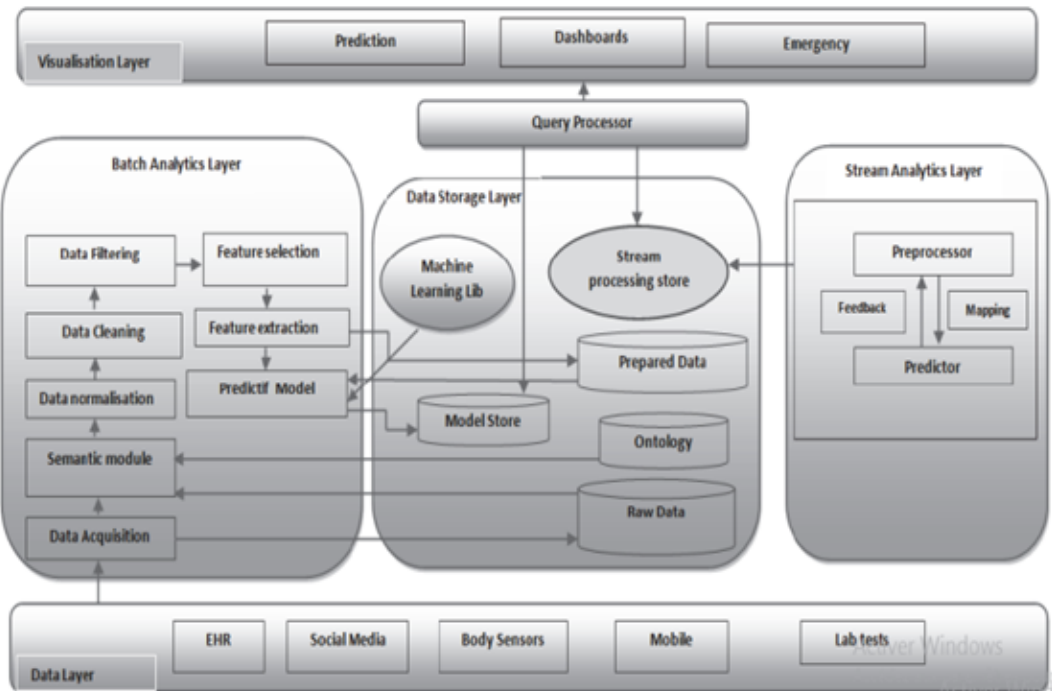 Prediction
Dashboards
Emergency
Visualisation Layer
Query Processor
Batch Analytics Layer
Data Storage Layer
Stream Analytics Layer
Data Filtering
Feature selection
Machine
Learning Lib
Stream
processing store
Preprocessor
Feedback
Mapping
Data Cleaning
Feature extraction
Prepared Data
Predictor
Data normalisation
Predictif Model
Model Store
Ontology
Semantic module
Raw Data
Data Acquisition
EHR
Social Media
Body Sensors
Mobile
Lab tests
Activer Windows
Data Layer